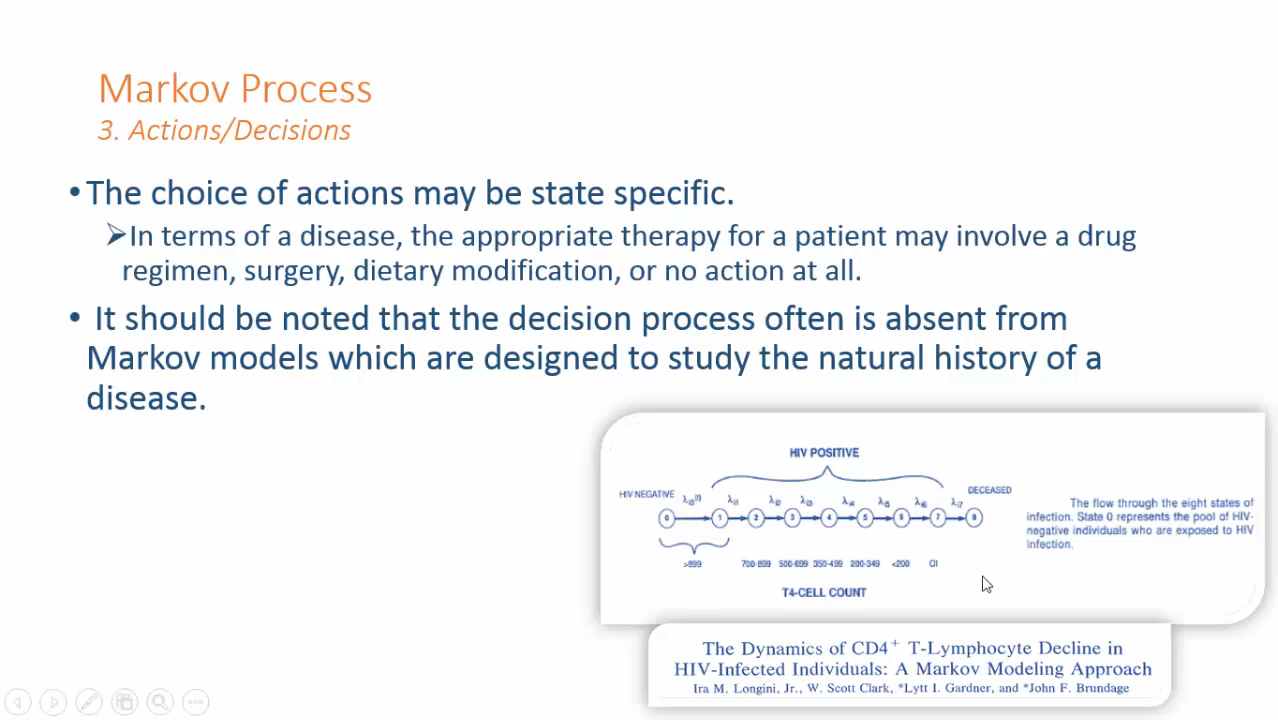 Markov Process
3. Actions/Decisions
•The choice of actions may be state specific.
➢In terms of a disease, the appropriate therapy for a patient may involve a drug
regimen, surgery, dietary modification, or no action at all.
• It should be noted that the decision process often is absent from
Markov models which are designed to study the natural history of a
disease.
HIV POSITIVE
HIV NEGATIVE
DECEASED
0 1 2 3 4 5 6 7 8
>899 700-899 500-699 350-499 200-349 <200 OI
T4-CELL COUNT
The flow through the eight states of
infection. State 0 represents the pool of HIV-
negative individuals who are exposed to HIV
infection.
The Dynamics of CD4⁺ T-Lymphocyte Decline in
HIV-Infected Individuals: A Markov Modeling Approach
Ira M. Longini, Jr., W. Scott Clark, *Lytt I. Gardner, and *John F. Brundage